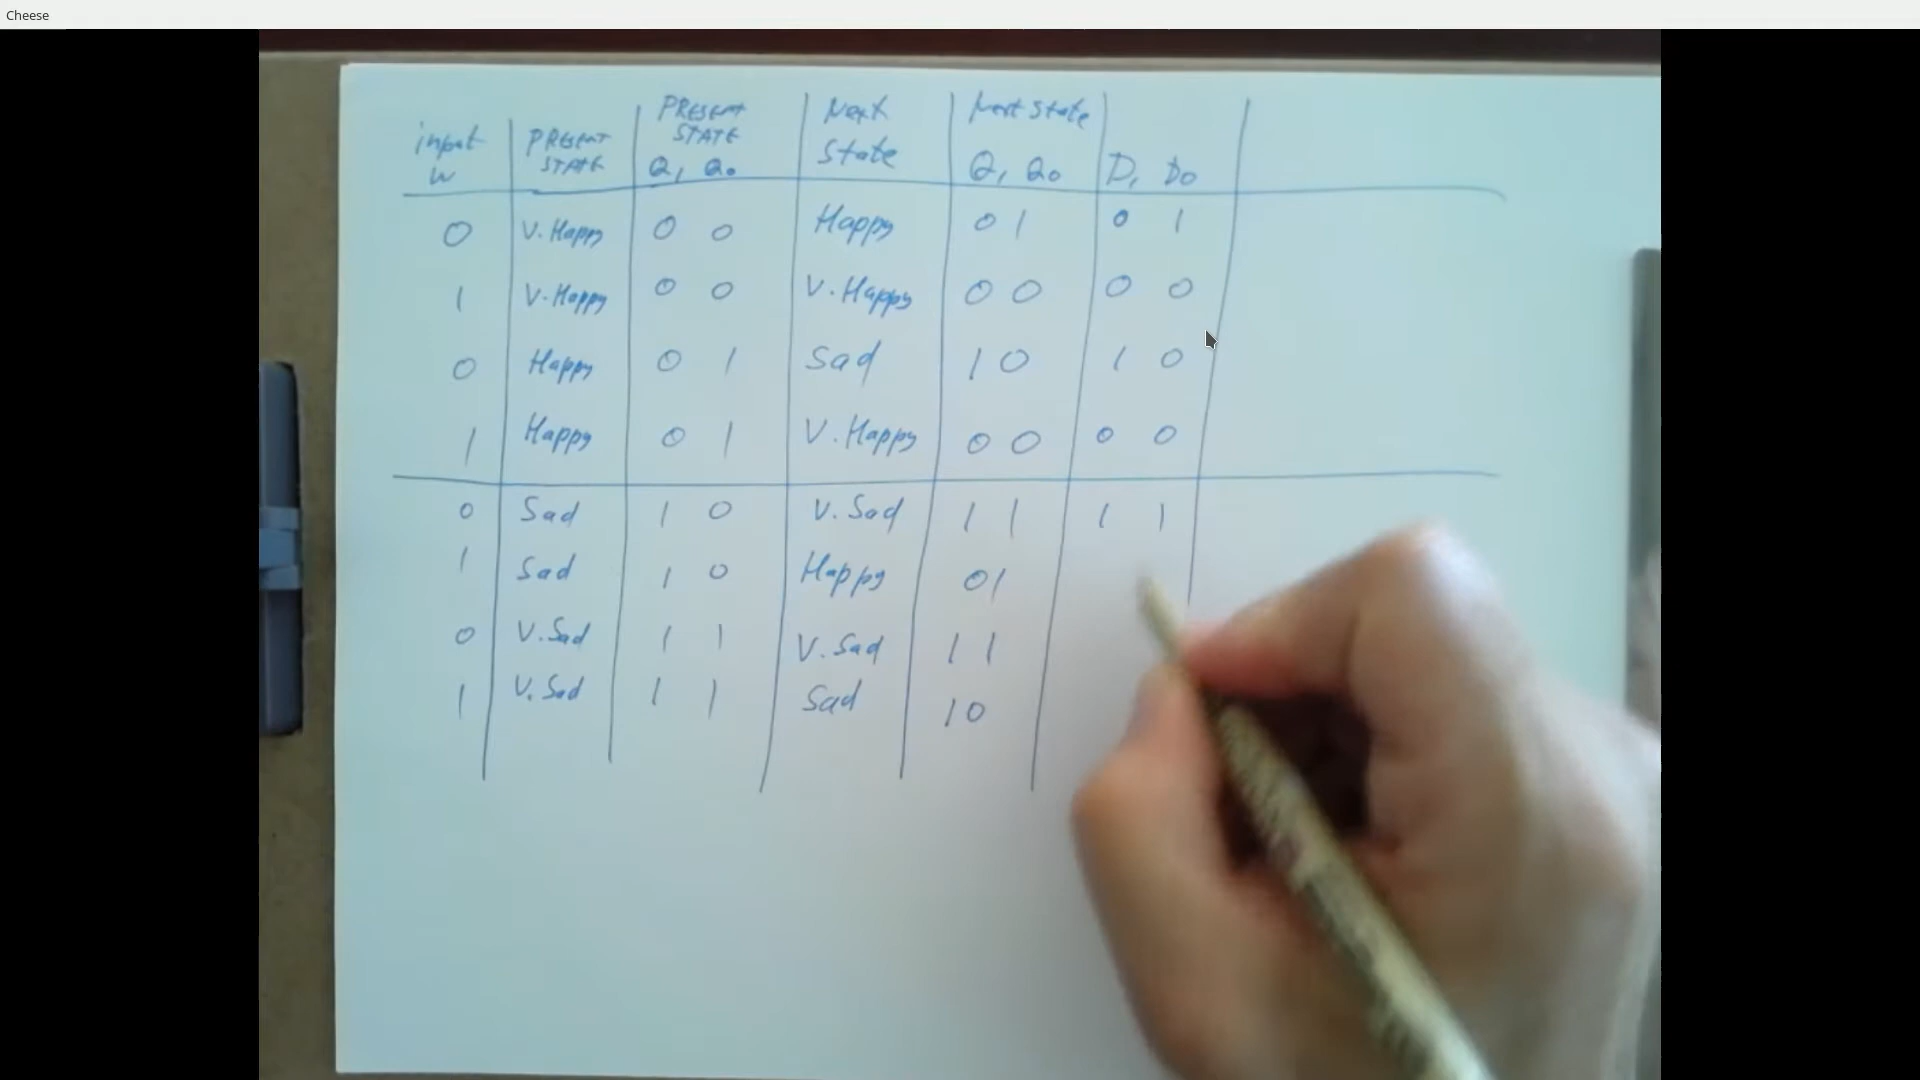 Cheese
input W | PRESENT STATE | PRESENT STATE Q1 Q0 | Next State | Next State Q1 Q0 | D1 D0
0 V.Happy 0 0 Happy 0 1 0 1
1 V.Happy 0 0 V.Happy 0 0 0 0
0 Happy 0 1 Sad 1 0 1 0
1 Happy 0 1 V.Happy 0 0 0 0
0 Sad 1 0 V.Sad 1 1 1 1
1 Sad 1 0 Happy 0 1
0 V.Sad 1 1 V.Sad 1 1
1 V.Sad 1 1 Sad 1 0